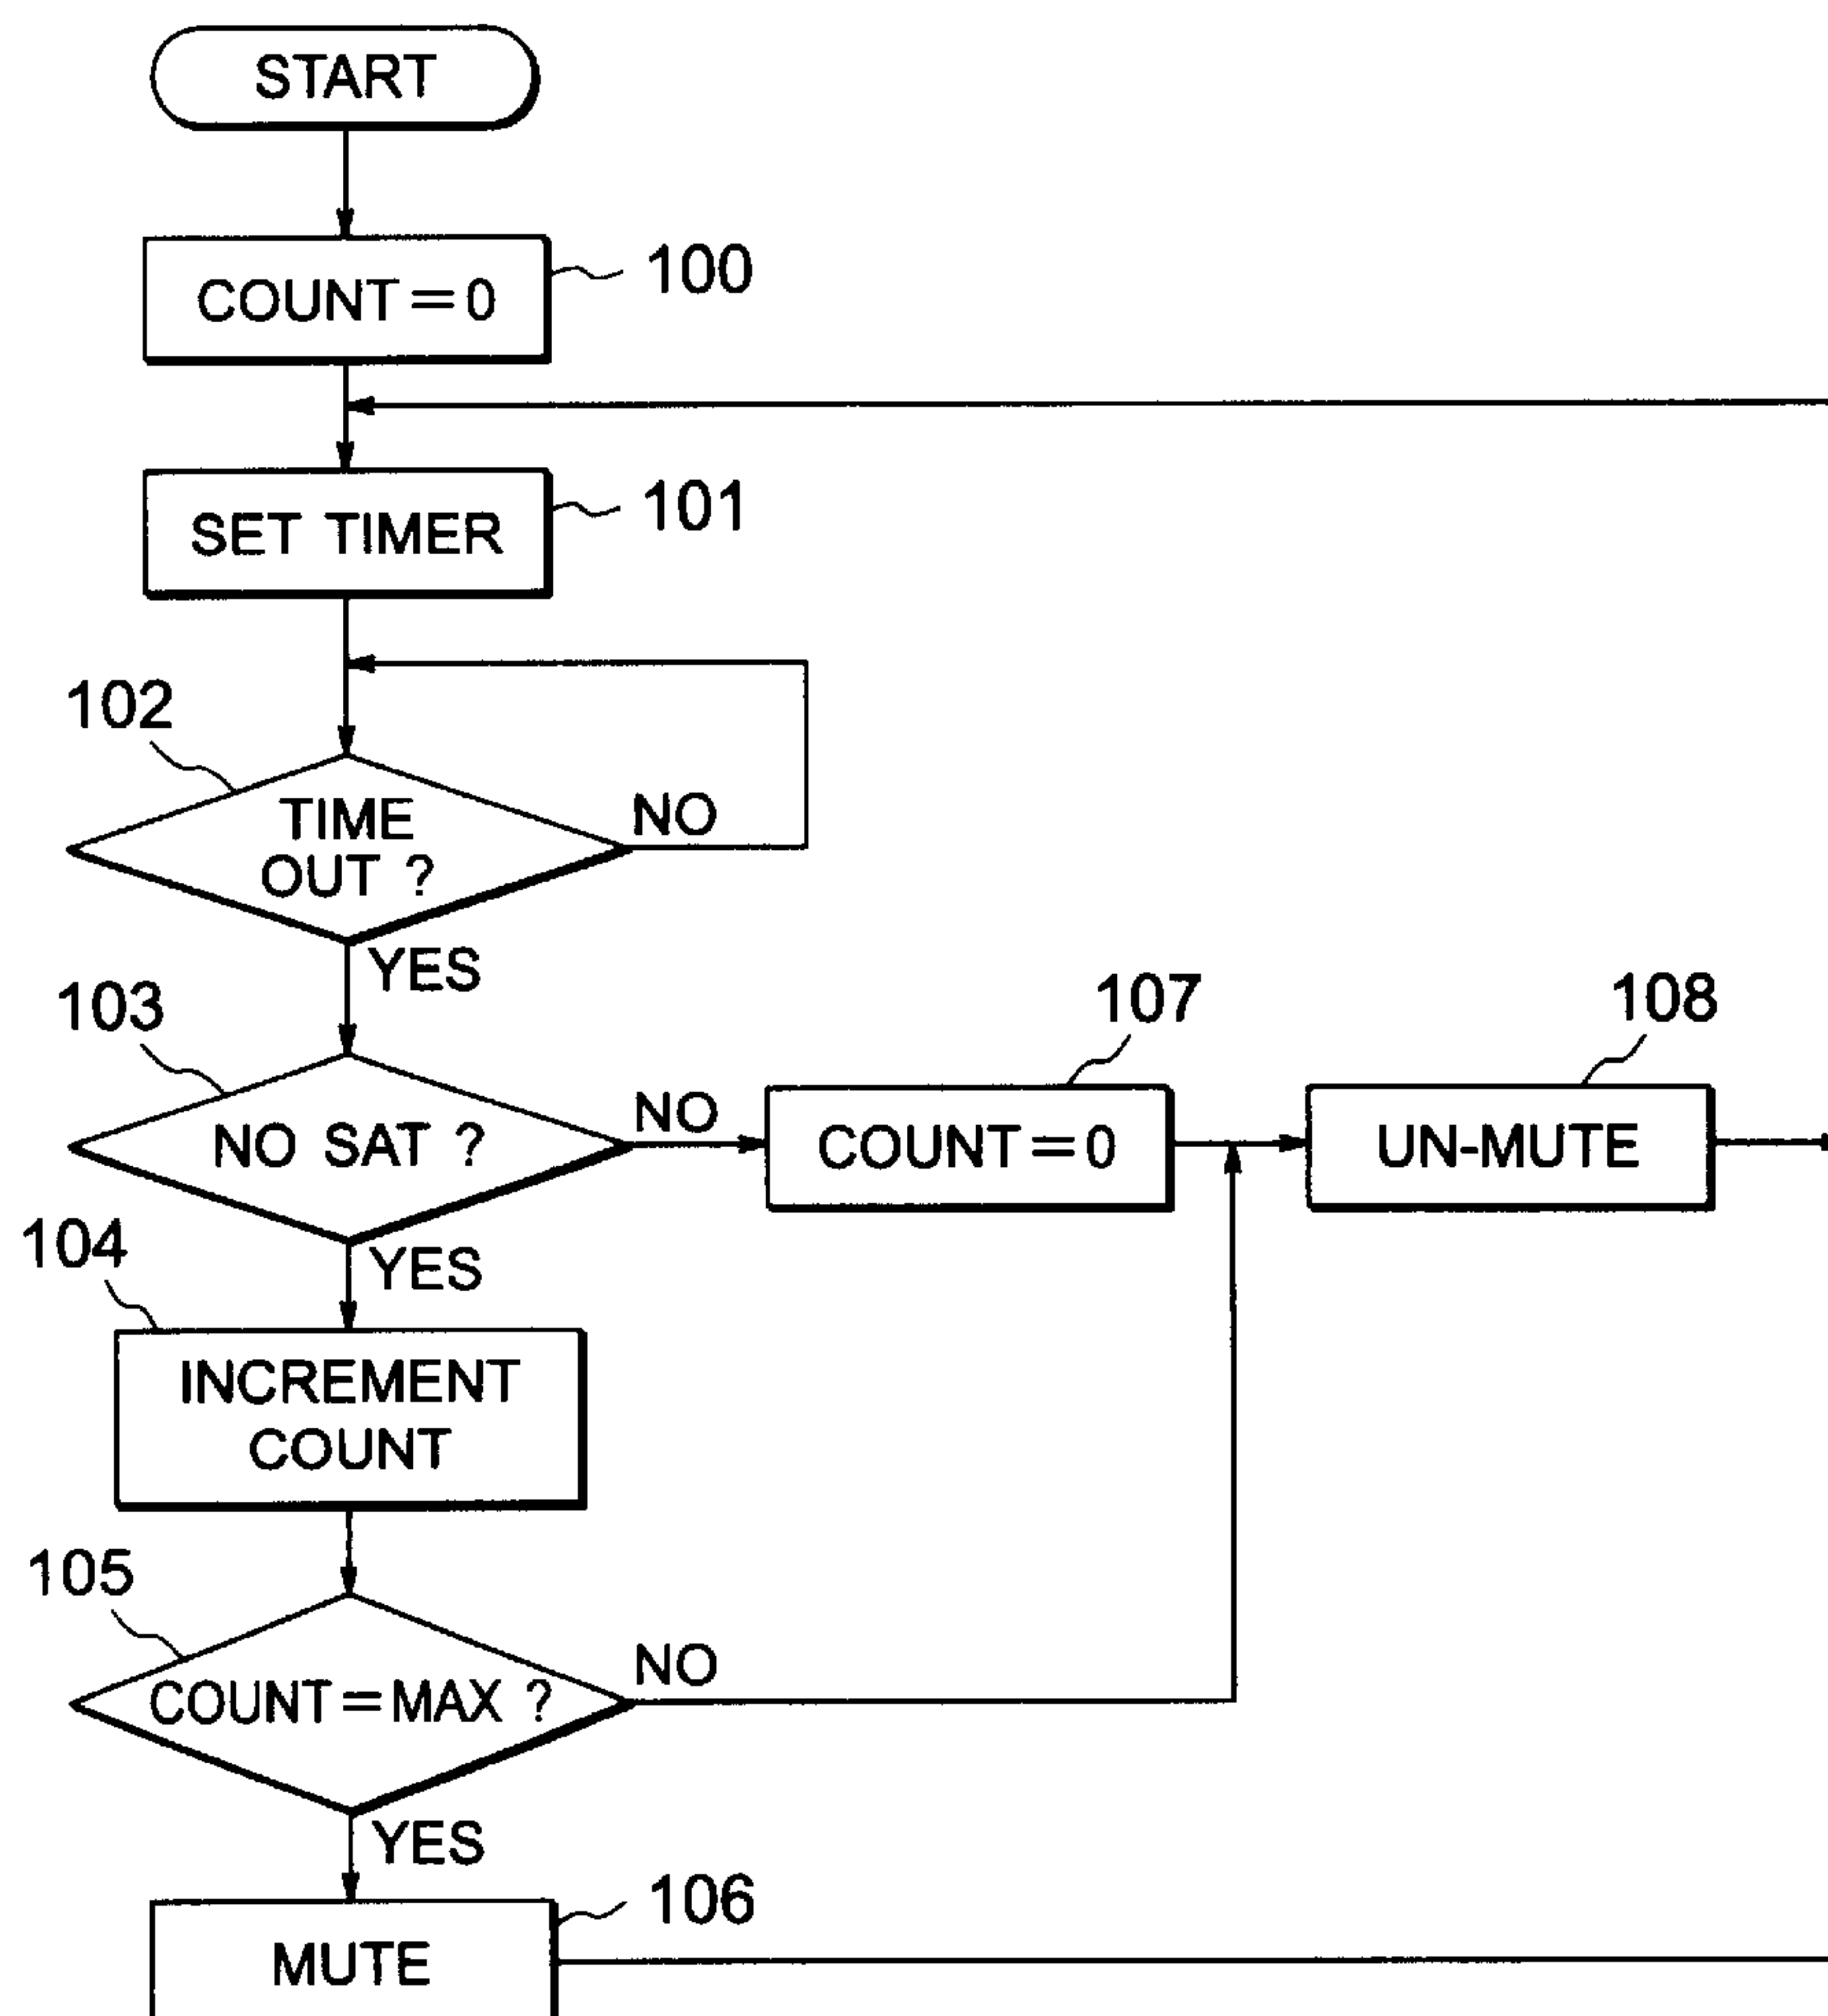 START
COUNT=0
100
SET TIMER
101
102
TIME
OUT ?
NO
YES
103
NO SAT ?
NO
107
COUNT=0
108
UN-MUTE
YES
104
INCREMENT
COUNT
105
COUNT=MAX ?
NO
YES
106
MUTE